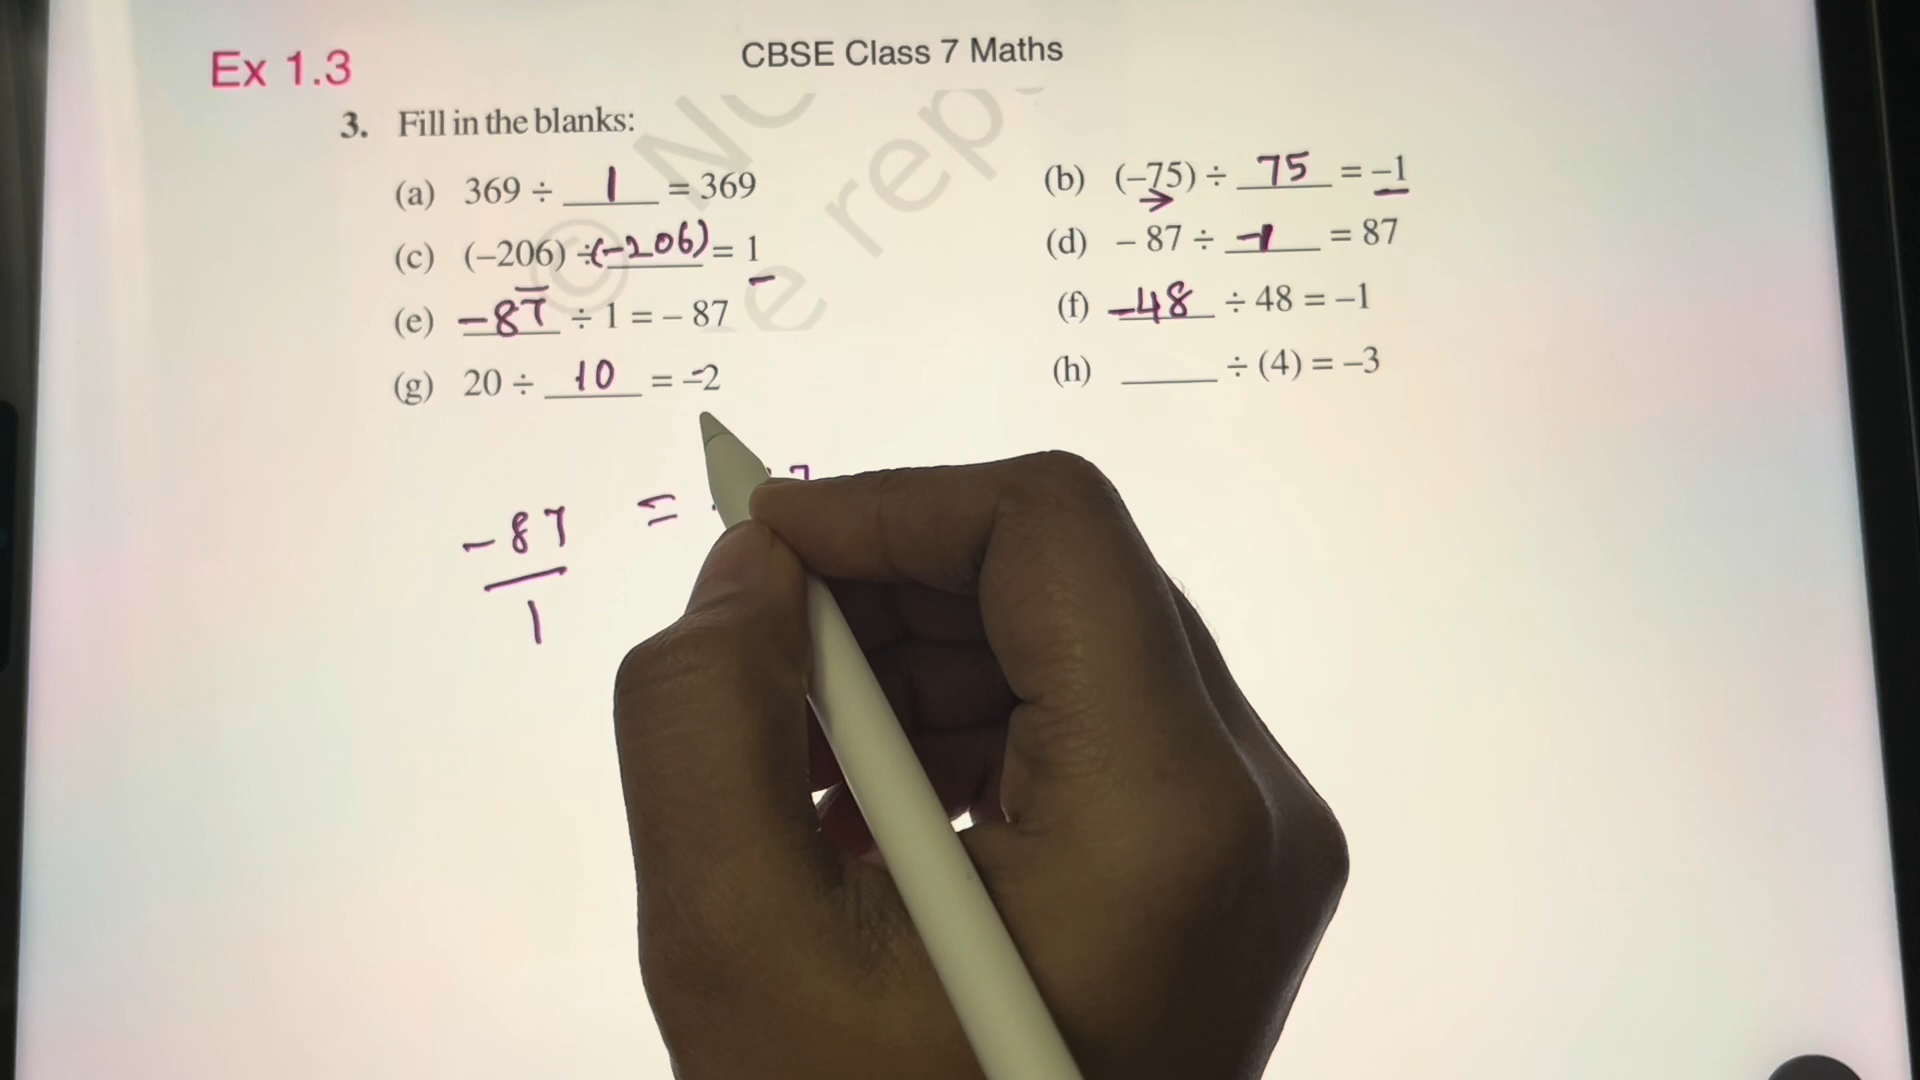 Ex 1.3
CBSE Class 7 Maths
3. Fill in the blanks:
(a) 369 ÷ 1 = 369
(b) (–75) ÷ 75 = –1
(c) (–206) ÷ (–206) = 1
(d) – 87 ÷ –1 = 87
(e) –87 ÷ 1 = – 87
(f) –48 ÷ 48 = –1
(g) 20 ÷ 10 = –2
(h) ____ ÷ (4) = –3
–87 =
1